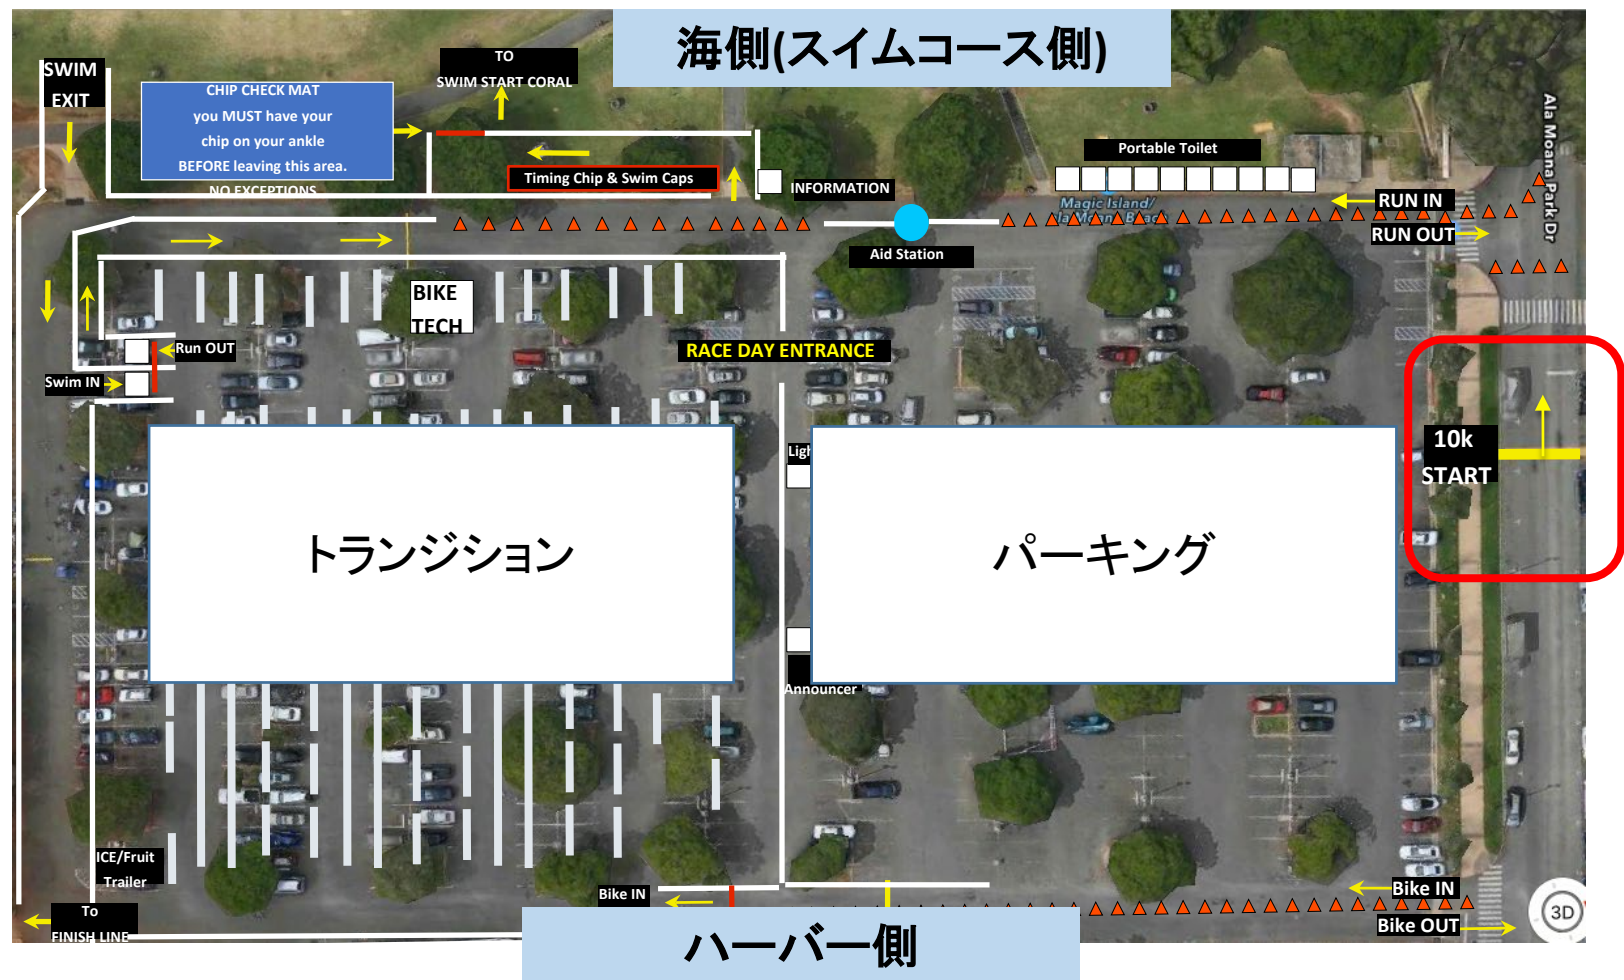 海側(スイムコース側)
SWIM
EXIT
CHIP CHECK MAT
you MUST have your
chip on your ankle
BEFORE leaving this area.
NO EXCEPTIONS
TO
SWIM START CORAL
Timing Chip & Swim Caps
INFORMATION
Portable Toilet
Magic Island/
Ala Moana Beach
Ala Moana Park Dr
RUN IN
RUN OUT
Aid Station
BIKE
TECH
Run OUT
Swim IN
RACE DAY ENTRANCE
10k
START
Ligh
トランジション
パーキング
Announcer
ICE/Fruit
Trailer
To
FINISH LINE
Bike IN
Bike IN
Bike OUT
3D
ハーバー側